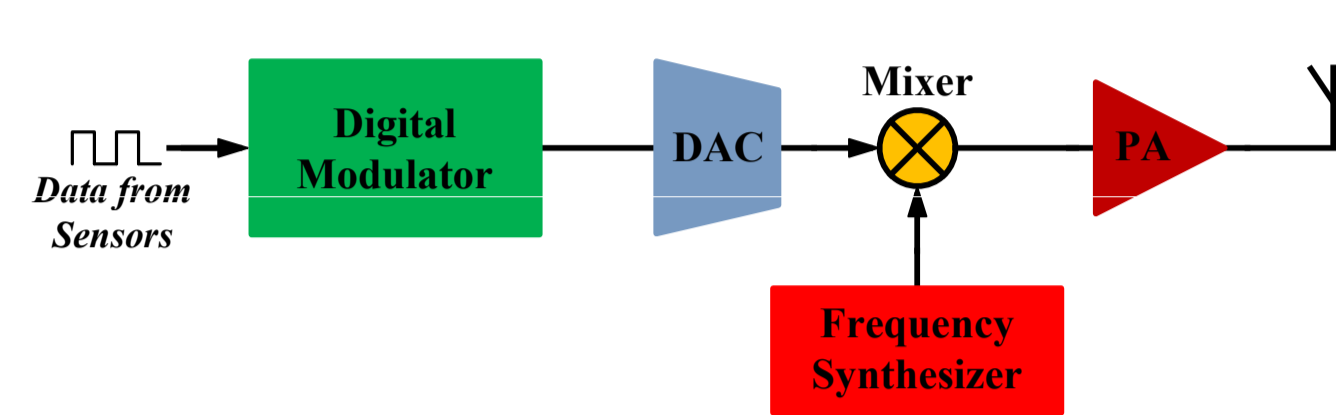 Mixer
Digital
Modulator
DAC
PA
Data from
Sensors
Frequency
Synthesizer